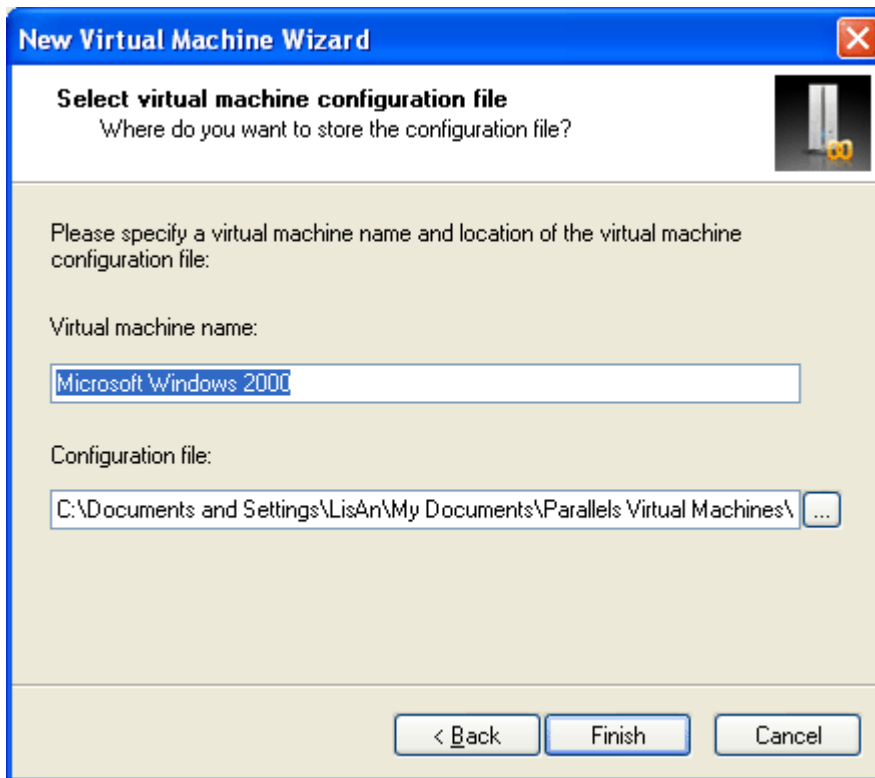 New Virtual Machine Wizard
Select virtual machine configuration file
Where do you want to store the configuration file?
Please specify a virtual machine name and location of the virtual machine
configuration file:
Virtual machine name:
Microsoft Windows 2000
Configuration file:
C:\Documents and Settings\LisAn\My Documents\Parallels Virtual Machines\ ...
< Back Finish Cancel